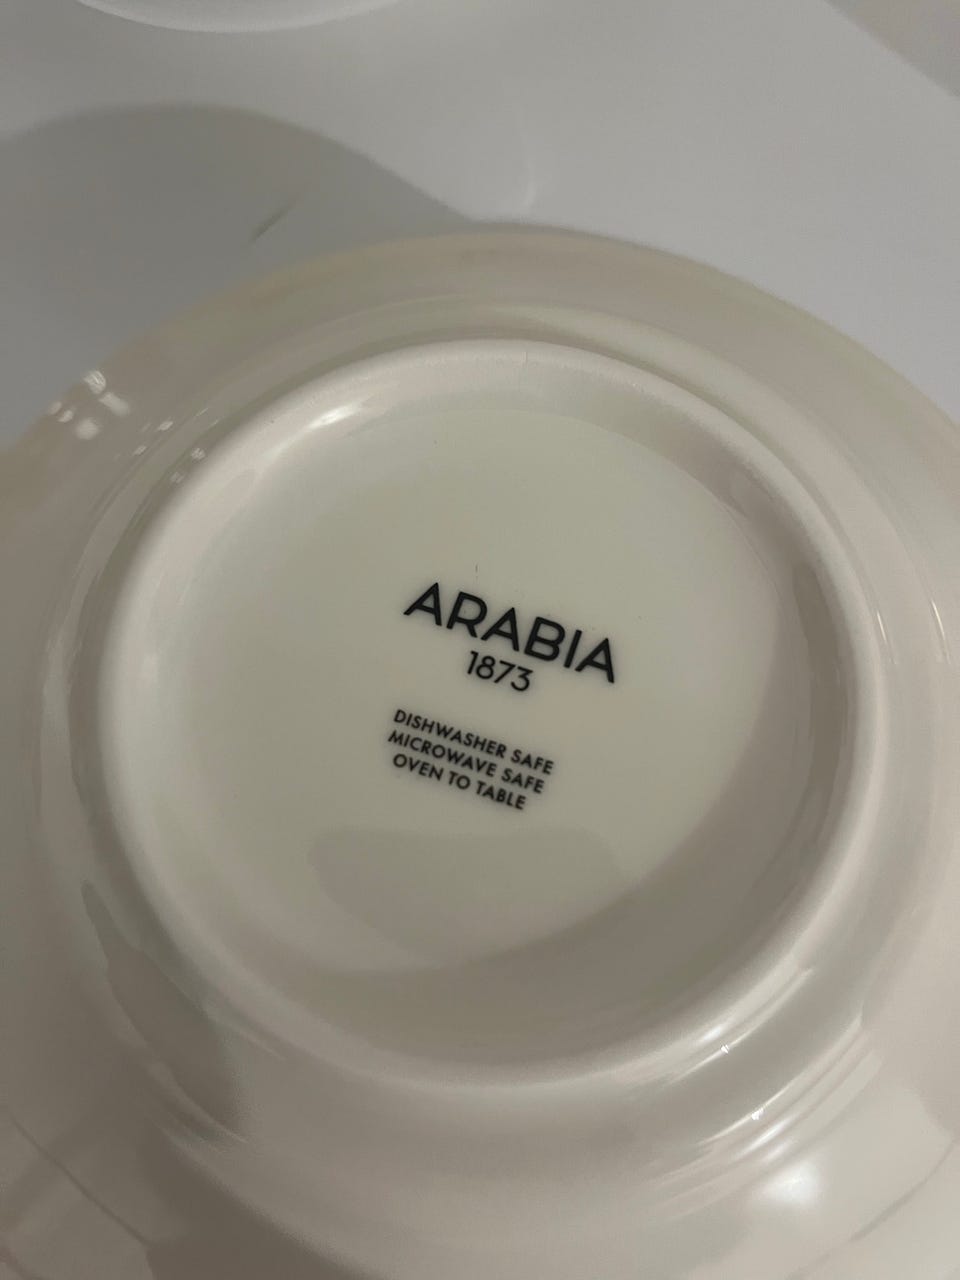 ARABIA
1873
DISHWASHER SAFE
MICROWAVE SAFE
OVEN TO TABLE